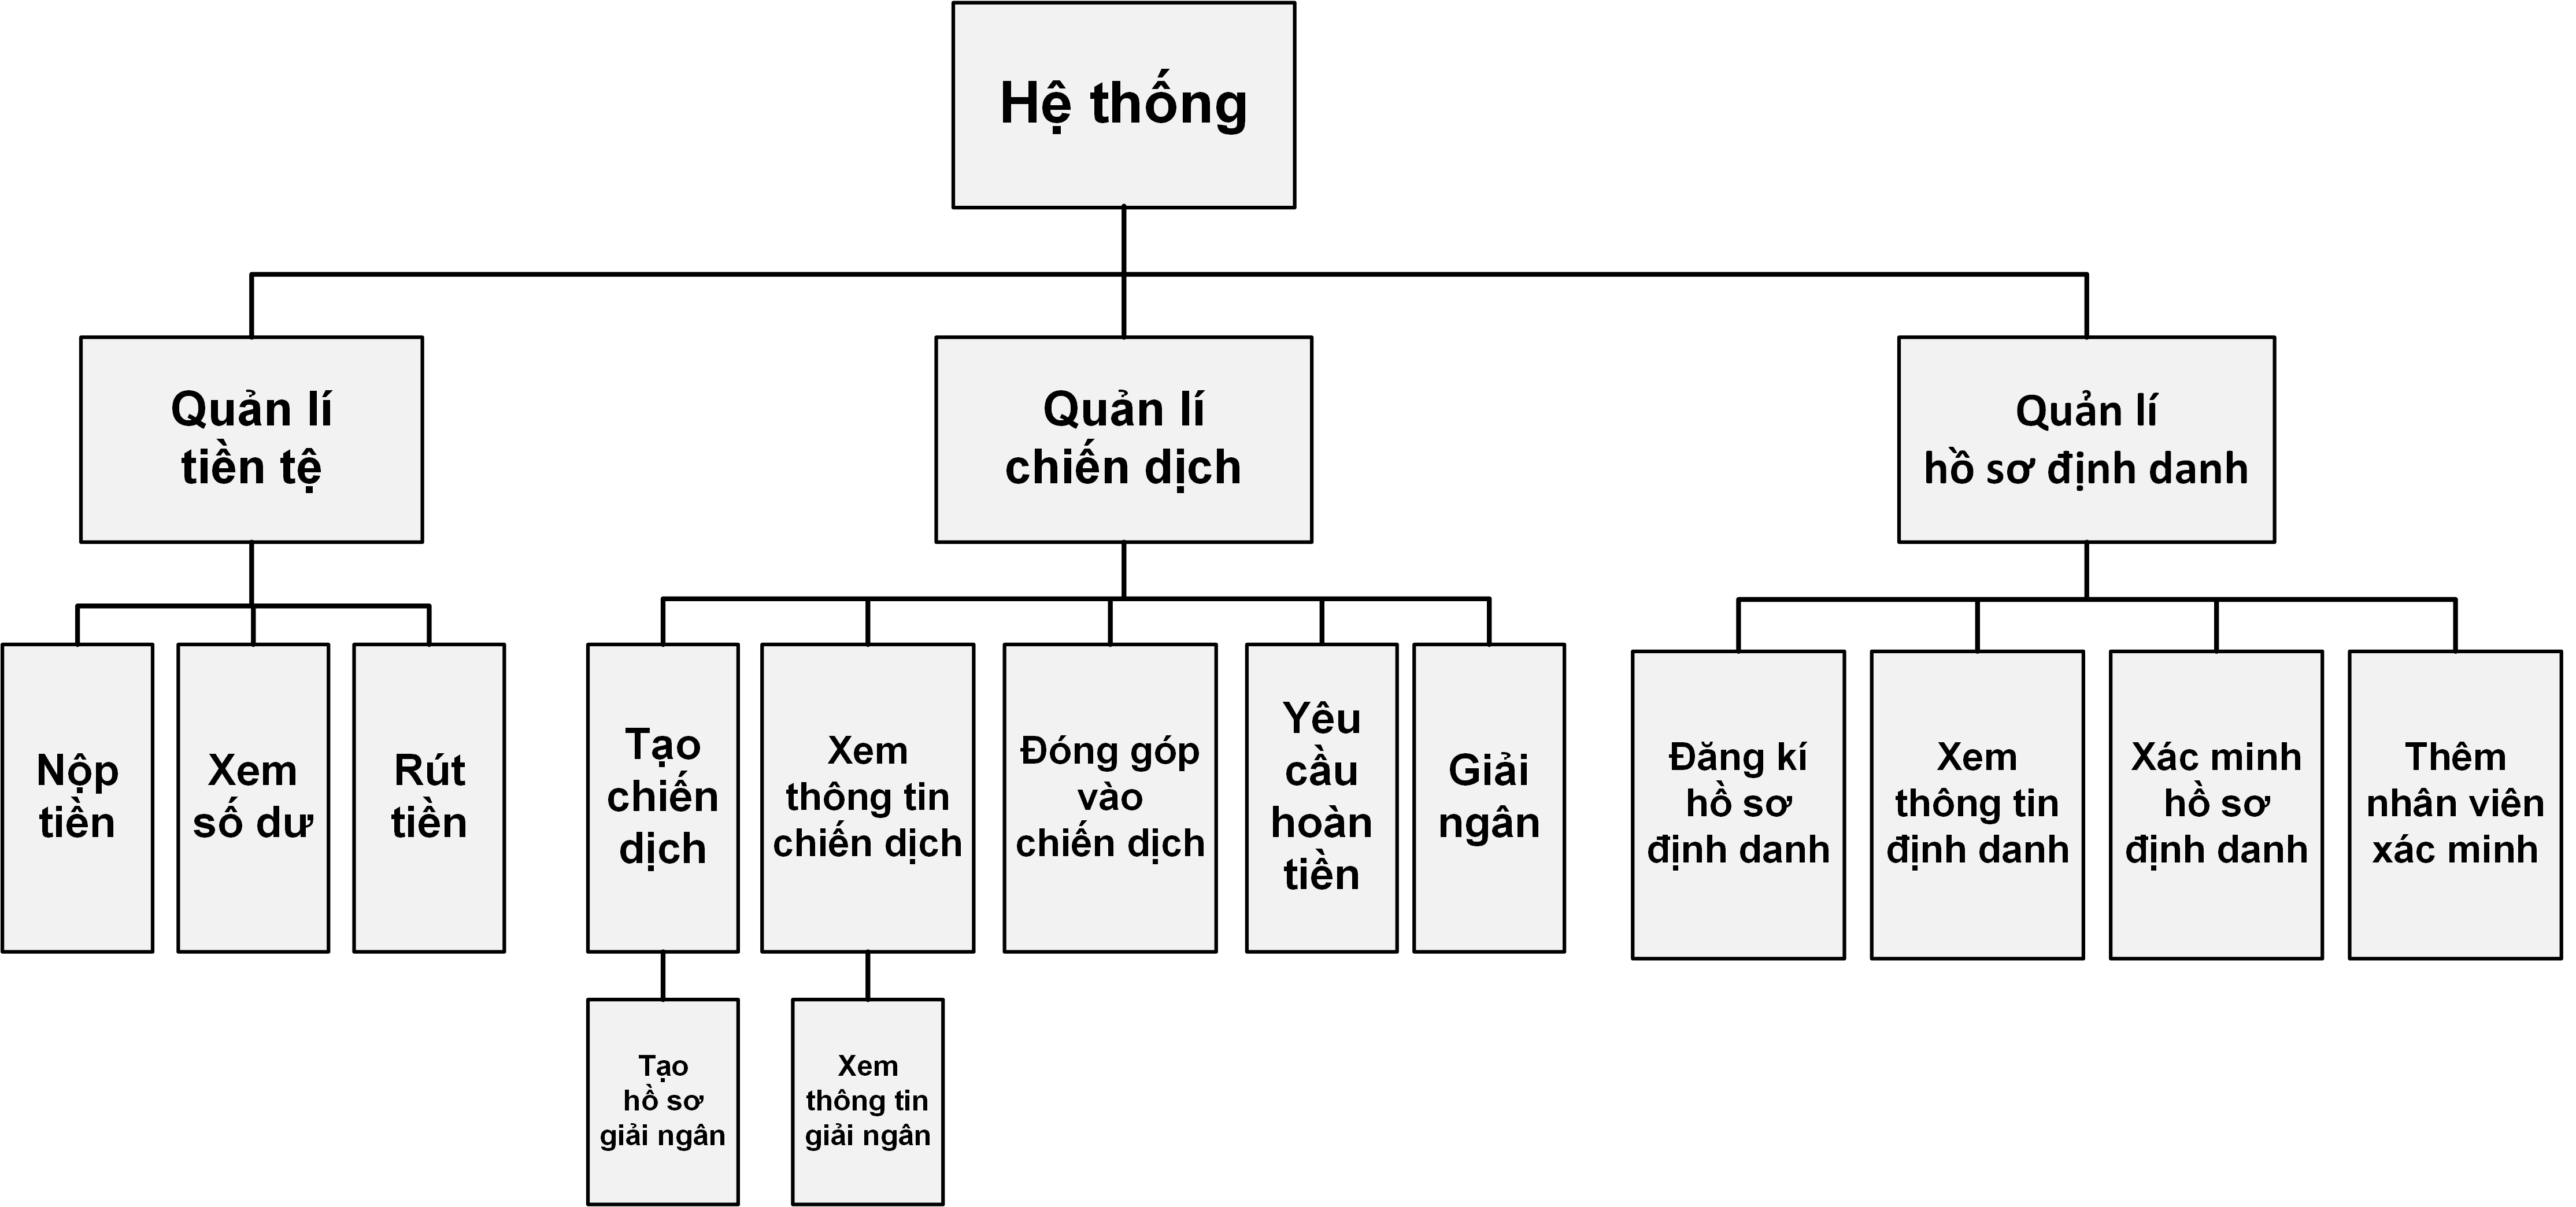 Hệ thống
Quản lí
tiền tệ
Quản lí
chiến dịch
Quản lí
hồ sơ định danh
Nộp
tiền
Xem
số dư
Rút
tiền
Tạo
chiến
dịch
Xem
thông tin
chiến dịch
Đóng góp
vào
chiến dịch
Yêu
cầu
hoàn
tiền
Giải
ngân
Đăng kí
hồ sơ
định danh
Xem
thông tin
định danh
Xác minh
hồ sơ
định danh
Thêm
nhân viên
xác minh
Tạo
hồ sơ
giải ngân
Xem
thông tin
giải ngân